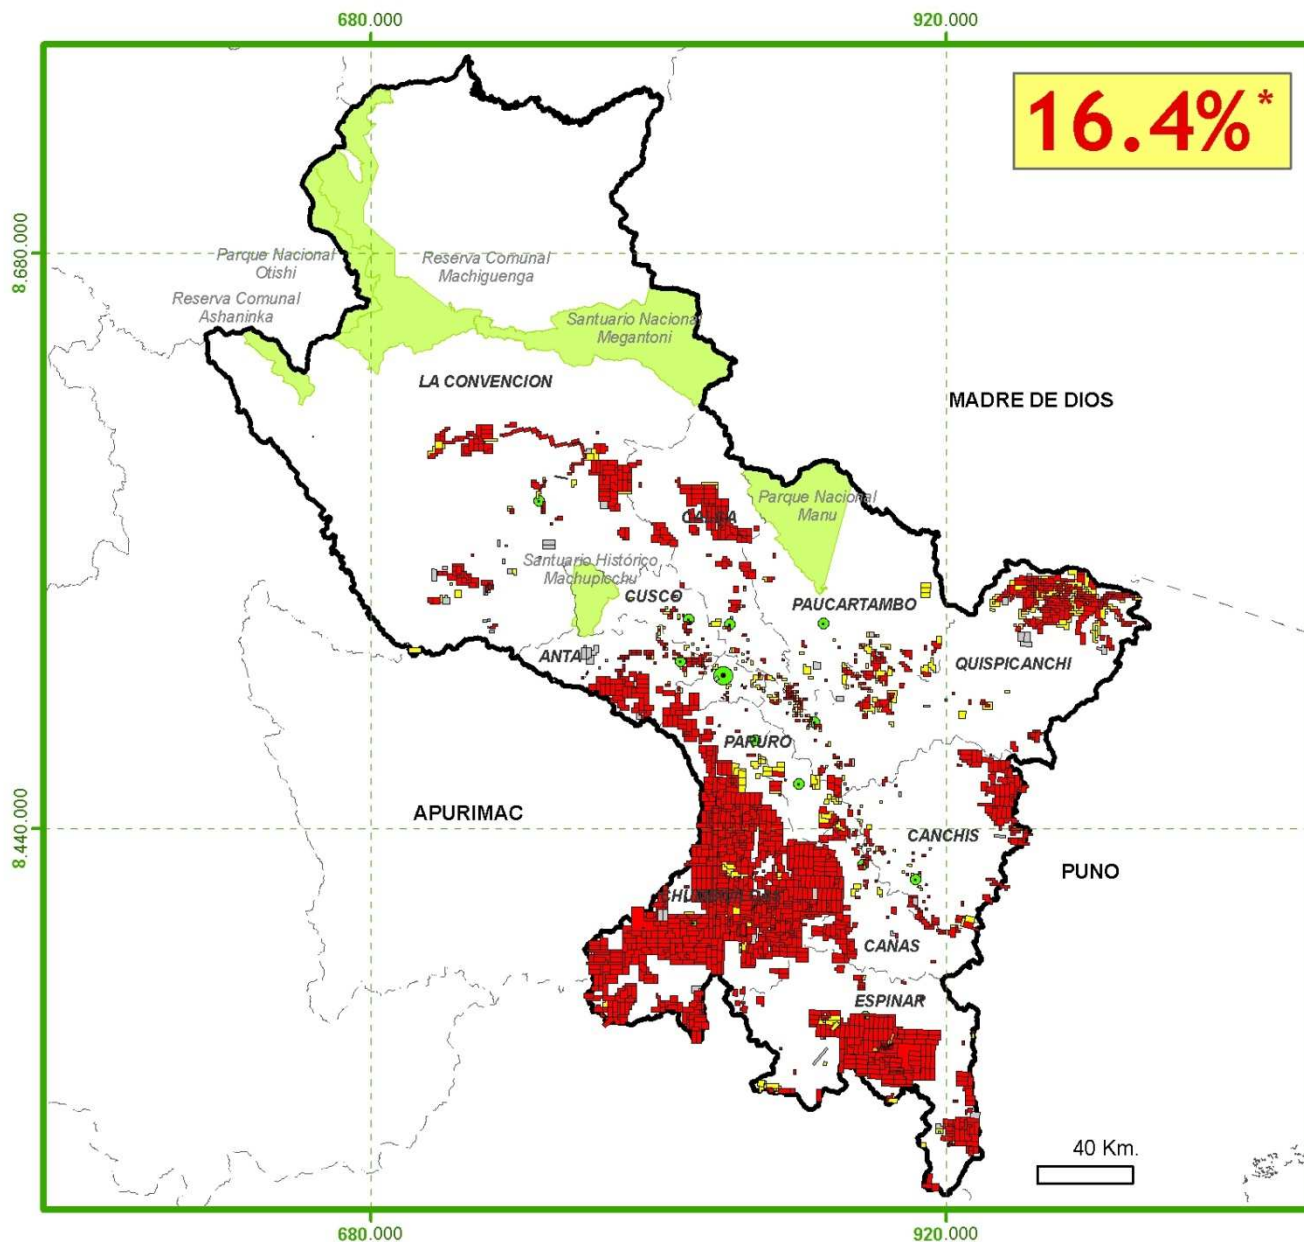 680.000
920.000
16.4%*
8.680.000
Parque Nacional
Otishi
Reserva Comunal
Machiguenga
Reserva Comunal
Ashaninka
Santuario Nacional
Megantoni
LA CONVENCION
MADRE DE DIOS
Parque Nacional
Manu
CALCA
Santuario Histórico
Machupicchu
CUSCO
PAUCARTAMBO
ANTA
QUISPICANCHI
PARURO
APURIMAC
8.440.000
CANCHIS
PUNO
CHUMBIVILCAS
CANAS
ESPINAR
40 Km.
680.000
920.000